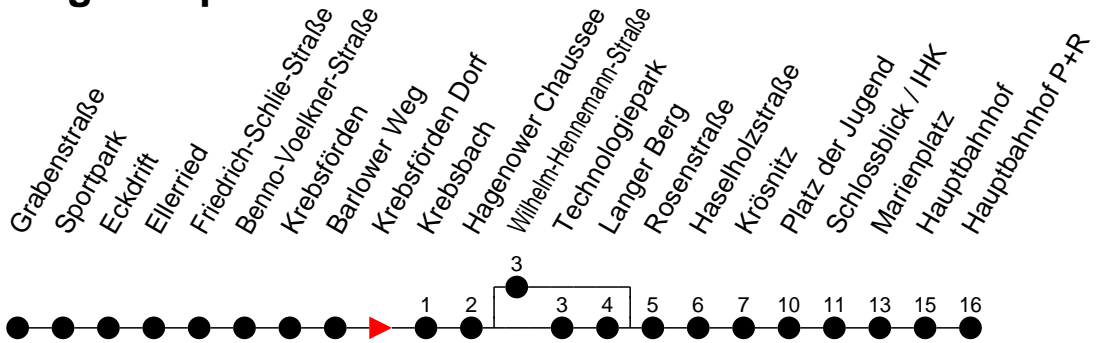 Grabenstraße
Sportpark
Eckdrift
Ellerried
Friedrich-Schlie-Straße
Benno-Voelkner-Straße
Krebsförden
Barlower Weg
Krebsförden Dorf
Krebsbach
Hagenower Chaussee
Wilhelm-Hennemann-Straße
Technologiepark
Langer Berg
Rosenstraße
Haselholzstraße
Krösnitz
Platz der Jugend
Schlossblick / IHK
Marienplatz
Hauptbahnhof
Hauptbahnhof P+R
3
1 2 3 4 5 6 7 10 11 13 15 16